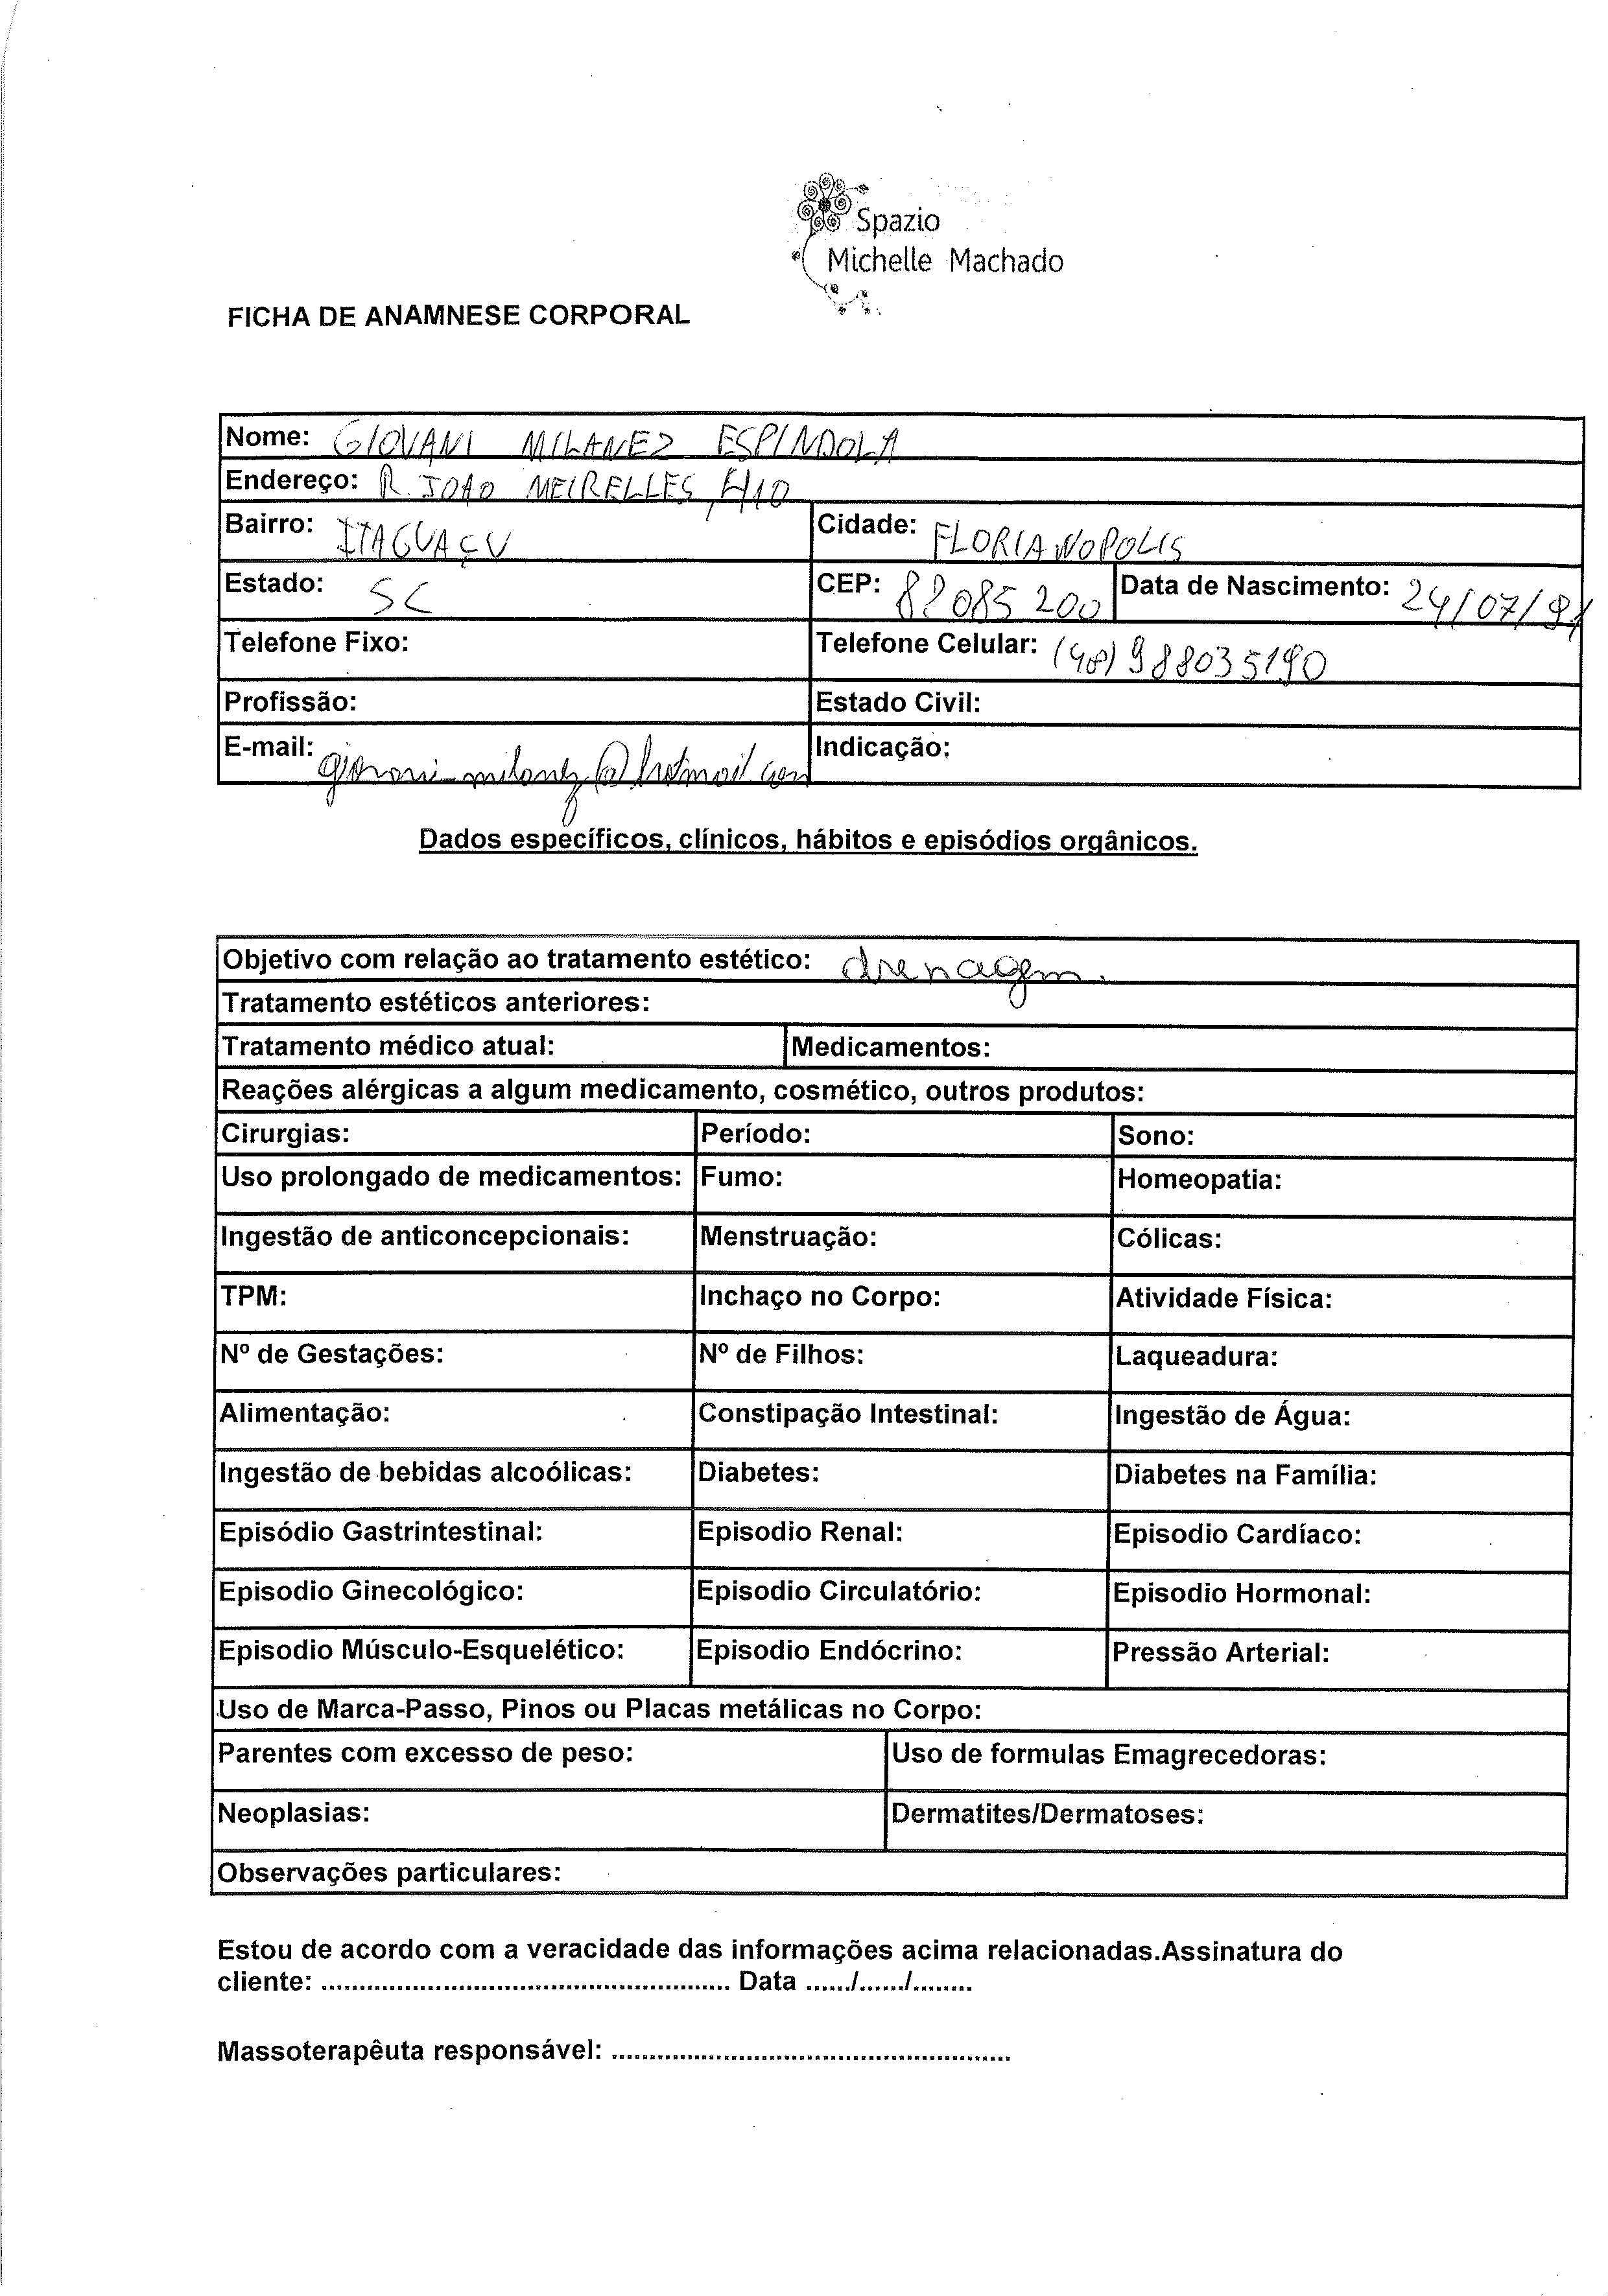 Spazio
Michelle Machado
FICHA DE ANAMNESE CORPORAL
Nome: GIOVANI MILANEZ ESPINDOLA
Endereço: R. JOAO MEIRELLES, 410
Bairro: ITAGUAÇU Cidade: FLORIANOPOLIS
Estado: SC CEP: 88085 200 Data de Nascimento: 24/07/91
Telefone Fixo: Telefone Celular: (48) 988035190
Profissão: Estado Civil:
E-mail: giovani_milanez@hotmail.com Indicação:
Dados específicos, clínicos, hábitos e episódios orgânicos.
Objetivo com relação ao tratamento estético: drenagem.
Tratamento estéticos anteriores:
Tratamento médico atual: Medicamentos:
Reações alérgicas a algum medicamento, cosmético, outros produtos:
Cirurgias: Período: Sono:
Uso prolongado de medicamentos: Fumo: Homeopatia:
Ingestão de anticoncepcionais: Menstruação: Cólicas:
TPM: Inchaço no Corpo: Atividade Física:
Nº de Gestações: Nº de Filhos: Laqueadura:
Alimentação: Constipação Intestinal: Ingestão de Água:
Ingestão de bebidas alcoólicas: Diabetes: Diabetes na Família:
Episódio Gastrintestinal: Episodio Renal: Episodio Cardíaco:
Episodio Ginecológico: Episodio Circulatório: Episodio Hormonal:
Episodio Músculo-Esquelético: Episodio Endócrino: Pressão Arterial:
Uso de Marca-Passo, Pinos ou Placas metálicas no Corpo:
Parentes com excesso de peso: Uso de formulas Emagrecedoras:
Neoplasias: Dermatites/Dermatoses:
Observações particulares:
Estou de acordo com a veracidade das informações acima relacionadas.Assinatura do
cliente: .................................................... Data ....../....../........
Massoterapêuta responsável: ....................................................